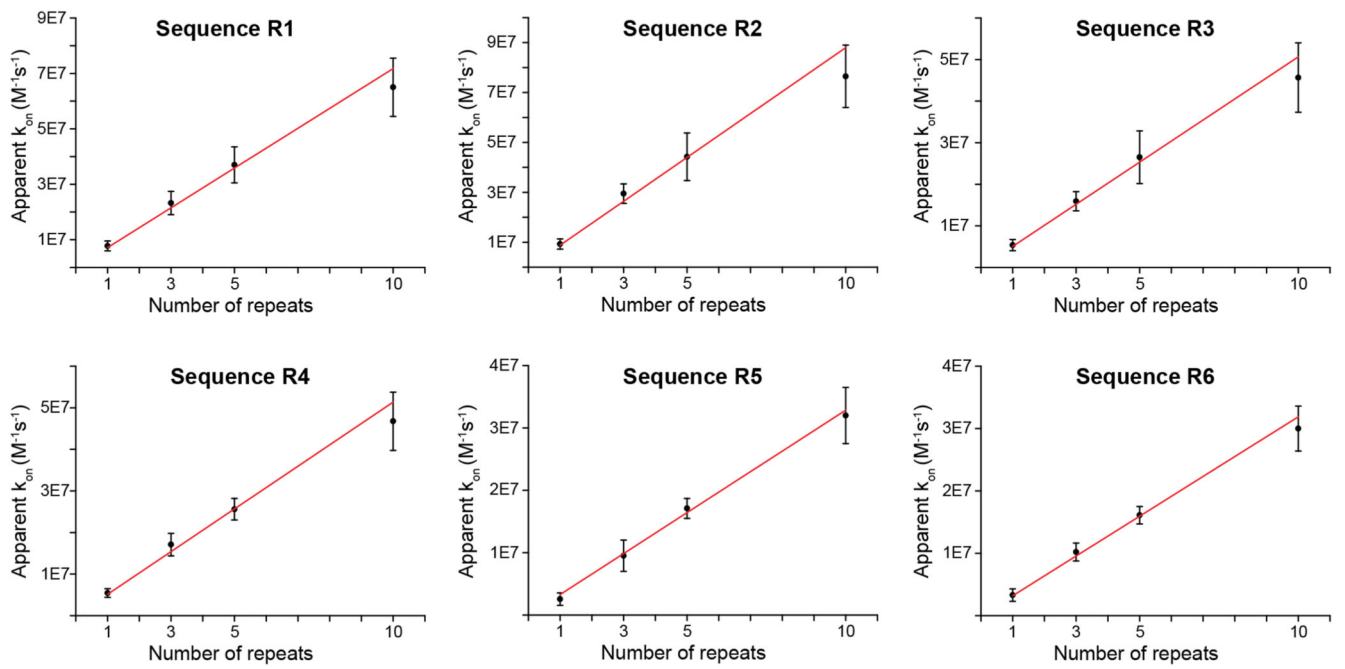 Sequence R1
Apparent kon (M-1s-1)
9E7
7E7
5E7
3E7
1E7
1 3 5 10
Number of repeats
Sequence R2
Apparent kon (M-1s-1)
9E7
7E7
5E7
3E7
1E7
1 3 5 10
Number of repeats
Sequence R3
Apparent kon (M-1s-1)
5E7
3E7
1E7
1 3 5 10
Number of repeats
Sequence R4
Apparent kon (M-1s-1)
5E7
3E7
1E7
1 3 5 10
Number of repeats
Sequence R5
Apparent kon (M-1s-1)
4E7
3E7
2E7
1E7
1 3 5 10
Number of repeats
Sequence R6
Apparent kon (M-1s-1)
4E7
3E7
2E7
1E7
1 3 5 10
Number of repeats